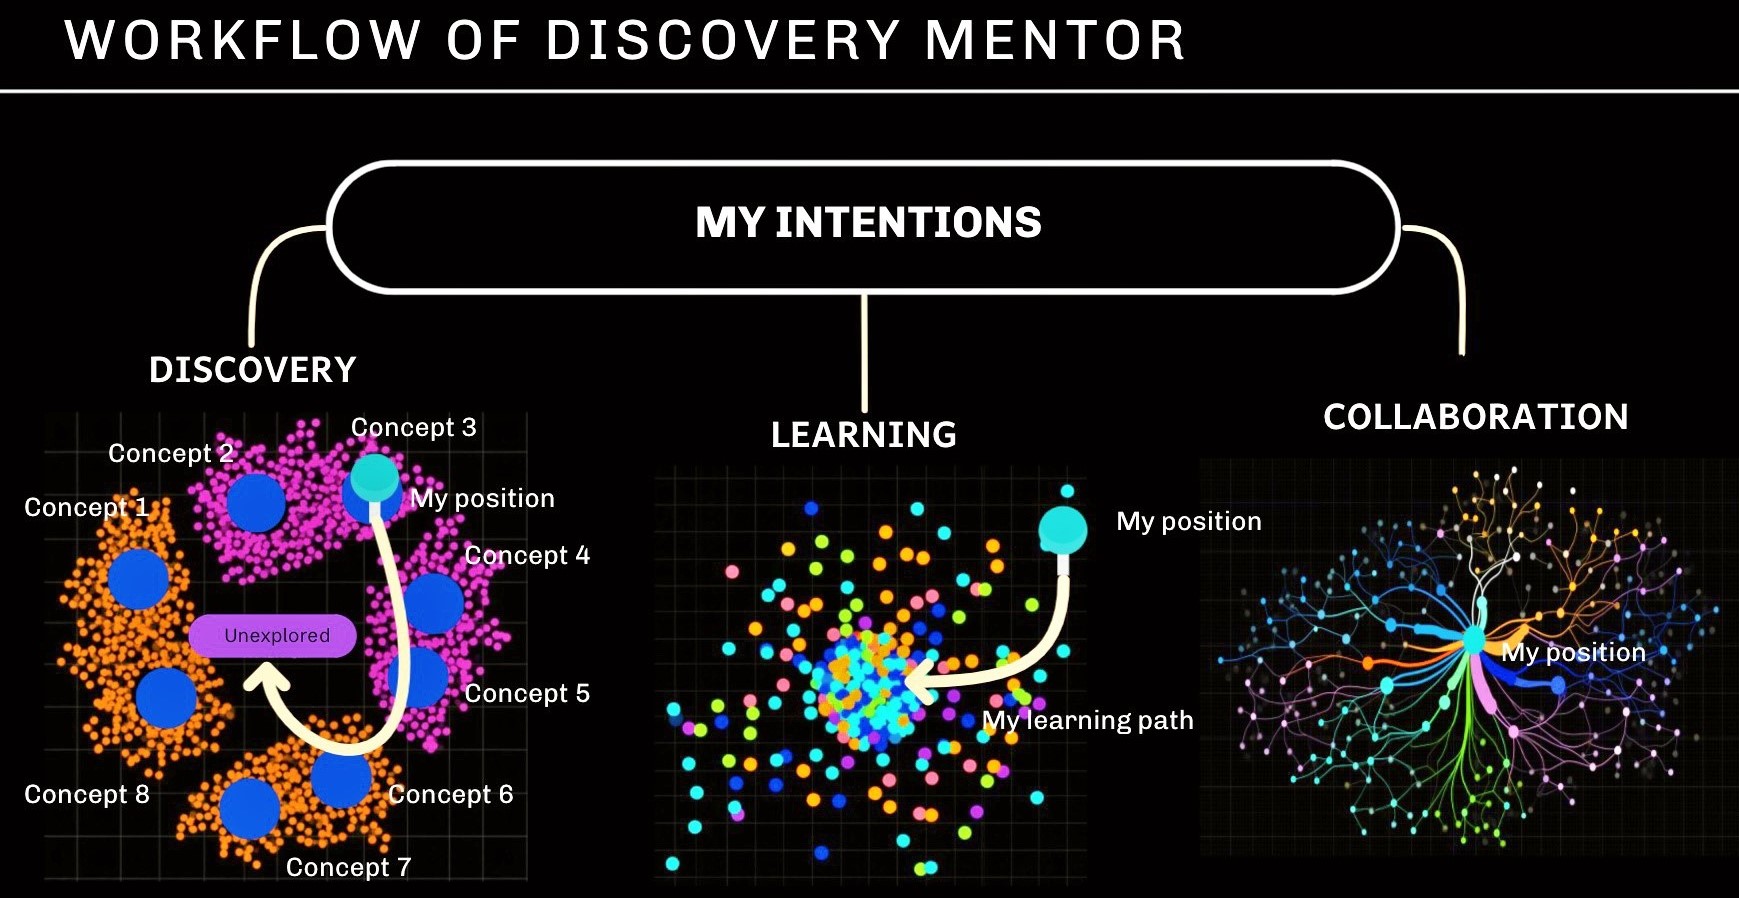 WORKFLOW OF DISCOVERY MENTOR
MY INTENTIONS
DISCOVERY
Concept 3
Concept 2
My position
Concept 1
Concept 4
Unexplored
Concept 5
Concept 8
Concept 6
Concept 7
LEARNING
My position
My learning path
COLLABORATION
My position